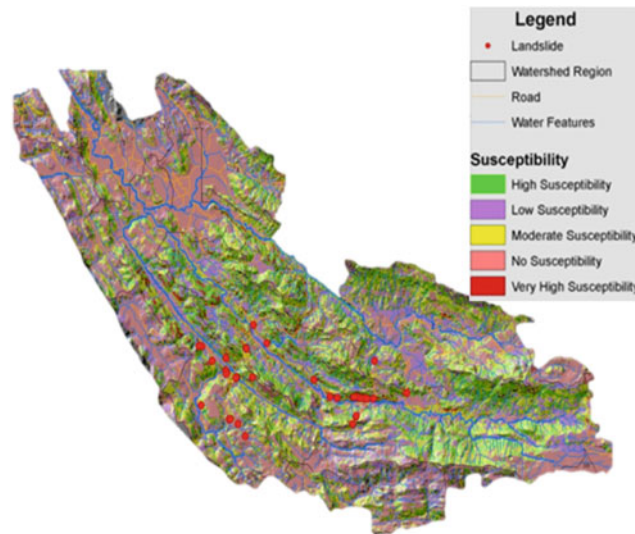 Legend
Landslide
Watershed Region
Road
Water Features
Susceptibility
High Susceptibility
Low Susceptibility
Moderate Susceptibility
No Susceptibility
Very High Susceptibility